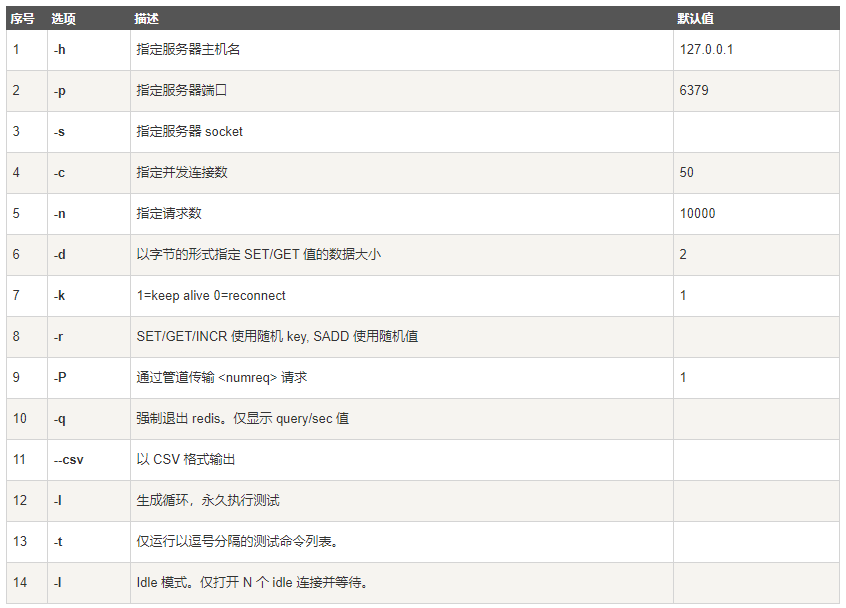 序号 选项 描述 默认值
1 -h 指定服务器主机名 127.0.0.1
2 -p 指定服务器端口 6379
3 -s 指定服务器 socket
4 -c 指定并发连接数 50
5 -n 指定请求数 10000
6 -d 以字节的形式指定 SET/GET 值的数据大小 2
7 -k 1=keep alive 0=reconnect 1
8 -r SET/GET/INCR 使用随机 key, SADD 使用随机值
9 -P 通过管道传输 <numreq> 请求 1
10 -q 强制退出 redis。仅显示 query/sec 值
11 --csv 以 CSV 格式输出
12 -l 生成循环，永久执行测试
13 -t 仅运行以逗号分隔的测试命令列表。
14 -I Idle 模式。仅打开 N 个 idle 连接并等待。